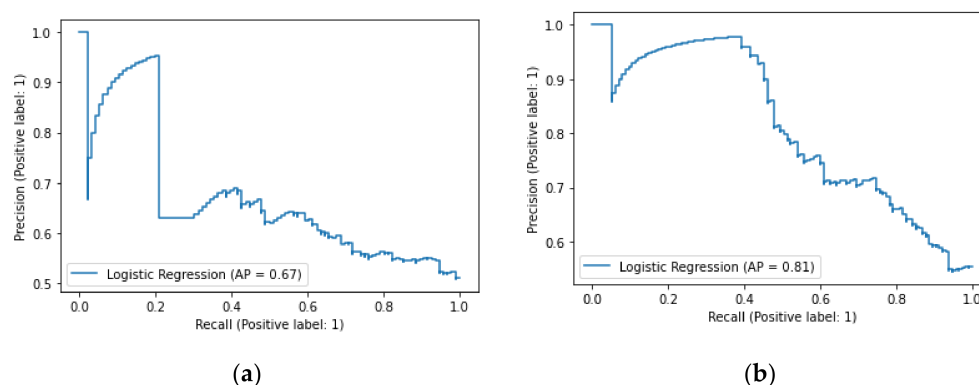 1.0
0.9
0.8
0.7
0.6
0.5
Precision (Positive label: 1)
Logistic Regression (AP = 0.67)
0.0 0.2 0.4 0.6 0.8 1.0
Recall (Positive label: 1)
(a)
1.0
0.9
0.8
0.7
0.6
Precision (Positive label: 1)
Logistic Regression (AP = 0.81)
0.0 0.2 0.4 0.6 0.8 1.0
Recall (Positive label: 1)
(b)